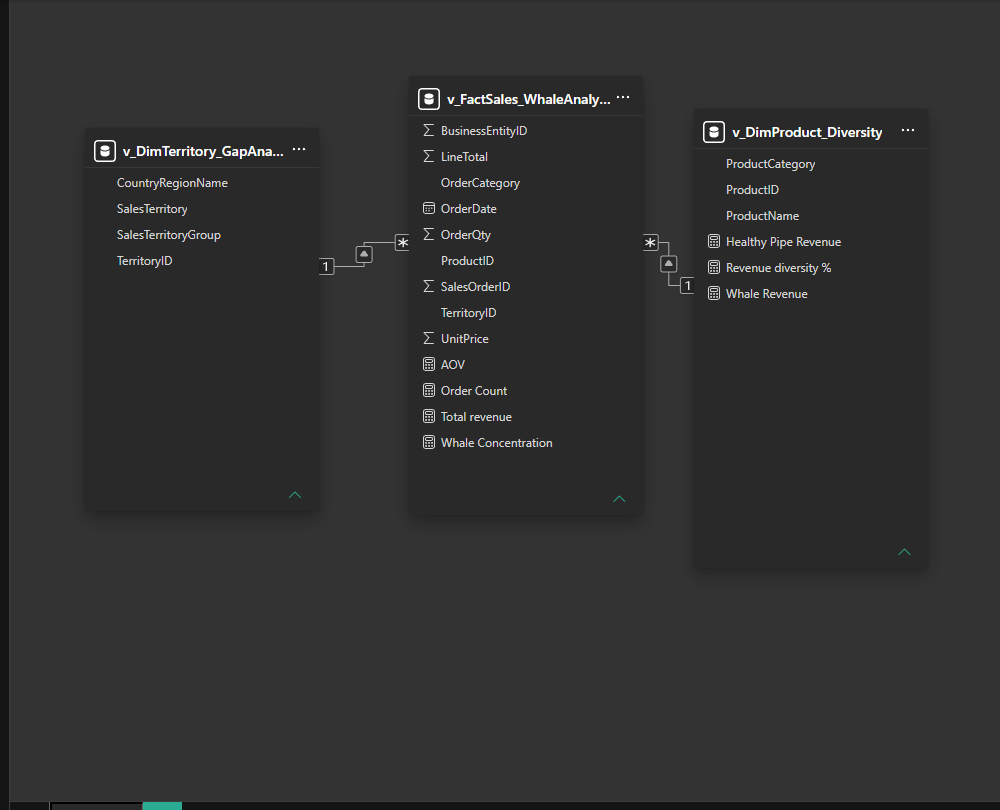 v_DimTerritory_GapAna...
CountryRegionName
SalesTerritory
SalesTerritoryGroup
TerritoryID
1
*
v_FactSales_WhaleAnaly...
BusinessEntityID
LineTotal
OrderCategory
OrderDate
OrderQty
ProductID
SalesOrderID
TerritoryID
UnitPrice
AOV
Order Count
Total revenue
Whale Concentration
*
1
v_DimProduct_Diversity
ProductCategory
ProductID
ProductName
Healthy Pipe Revenue
Revenue diversity %
Whale Revenue